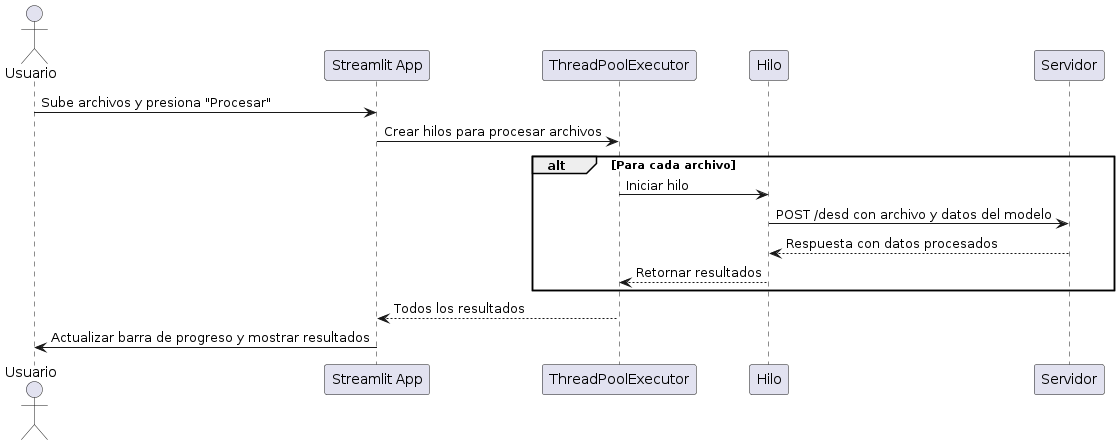 Usuario
Streamlit App
ThreadPoolExecutor
Hilo
Servidor
Sube archivos y presiona "Procesar"
Crear hilos para procesar archivos
alt
[Para cada archivo]
Iniciar hilo
POST /desd con archivo y datos del modelo
Respuesta con datos procesados
Retornar resultados
Todos los resultados
Actualizar barra de progreso y mostrar resultados
Usuario
Streamlit App
ThreadPoolExecutor
Hilo
Servidor